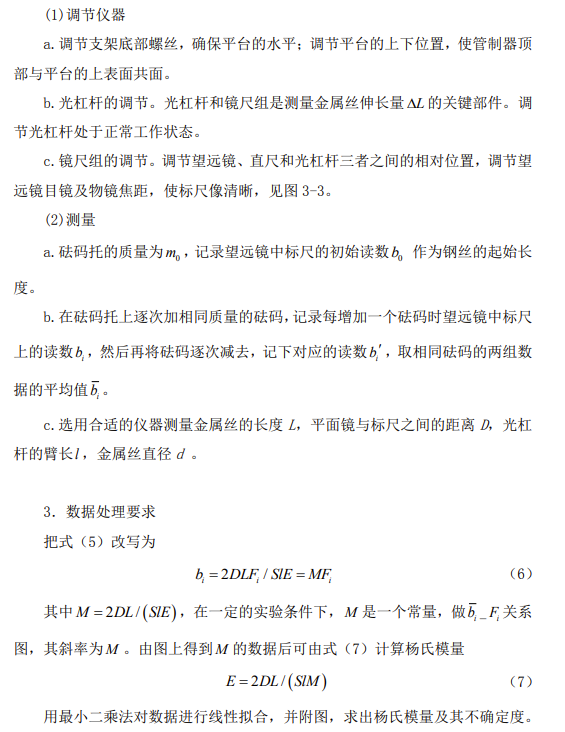 (1)调节仪器
a.调节支架底部螺丝，确保平台的水平；调节平台的上下位置，使管制器顶
部与平台的上表面共面。
b.光杠杆的调节。光杠杆和镜尺组是测量金属丝伸长量 ΔL 的关键部件。调
节光杠杆处于正常工作状态。
c.镜尺组的调节。调节望远镜、直尺和光杠杆三者之间的相对位置，调节望
远镜目镜及物镜焦距，使标尺像清晰，见图 3-3。
(2)测量
a.砝码托的质量为 m₀，记录望远镜中标尺的初始读数 b₀ 作为钢丝的起始长
度。
b.在砝码托上逐次加相同质量的砝码，记录每增加一个砝码时望远镜中标尺
上的读数 bᵢ，然后再将砝码逐次减去，记下对应的读数 bᵢ′，取相同砝码的两组数
据的平均值 b̄ᵢ。
c.选用合适的仪器测量金属丝的长度 L，平面镜与标尺之间的距离 D，光杠
杆的臂长 l，金属丝直径 d 。
3．数据处理要求
把式（5）改写为
bᵢ = 2DLFᵢ / SlE = MFᵢ （6）
其中 M = 2DL / (SlE)，在一定的实验条件下，M 是一个常量，做 b̄ᵢ _ Fᵢ 关系
图，其斜率为 M 。由图上得到 M 的数据后可由式（7）计算杨氏模量
E = 2DL / (SlM) （7）
用最小二乘法对数据进行线性拟合，并附图，求出杨氏模量及其不确定度。